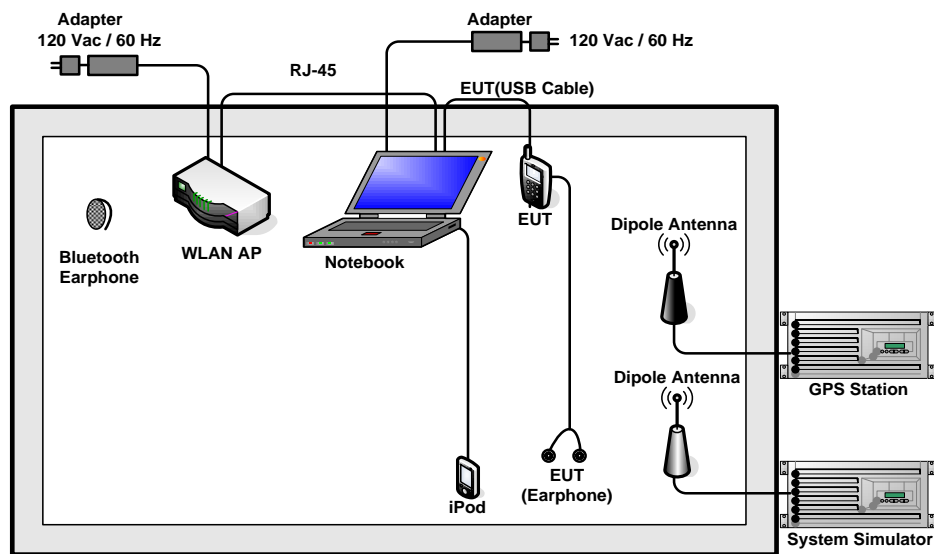 Adapter
120 Vac / 60 Hz
Adapter
120 Vac / 60 Hz
RJ-45
EUT(USB Cable)
Bluetooth
Earphone
WLAN AP
Notebook
EUT
Dipole Antenna
GPS Station
Dipole Antenna
iPod
EUT
(Earphone)
System Simulator